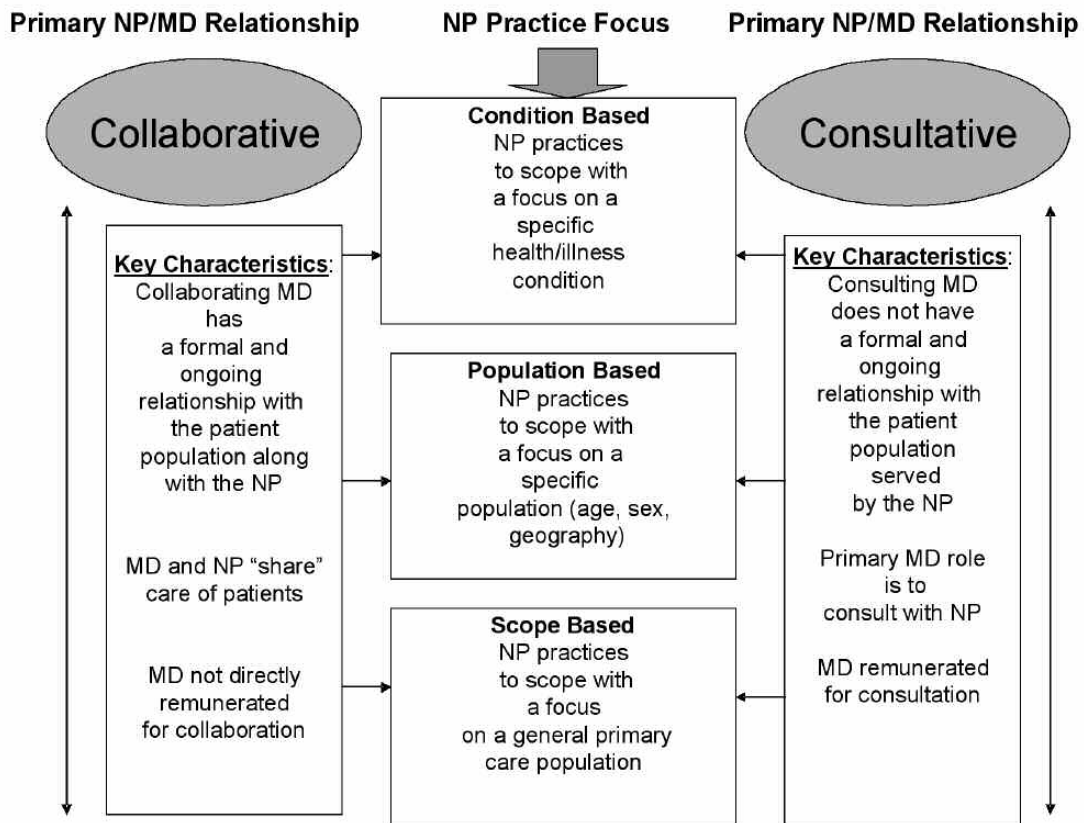 Primary NP/MD Relationship
NP Practice Focus
Primary NP/MD Relationship
Collaborative
Key Characteristics:
Collaborating MD
has
a formal and
ongoing
relationship with
the patient
population along
with the NP
MD and NP “share”
care of patients
MD not directly
remunerated
for collaboration
Condition Based
NP practices
to scope with
a focus on a
specific
health/illness
condition
Population Based
NP practices
to scope with
a focus on a
specific
population (age, sex,
geography)
Scope Based
NP practices
to scope with
a focus
on a general primary
care population
Consultative
Key Characteristics:
Consulting MD
does not have
a formal and
ongoing
relationship with
the patient
population
served
by the NP
Primary MD role
is to
consult with NP
MD remunerated
for consultation